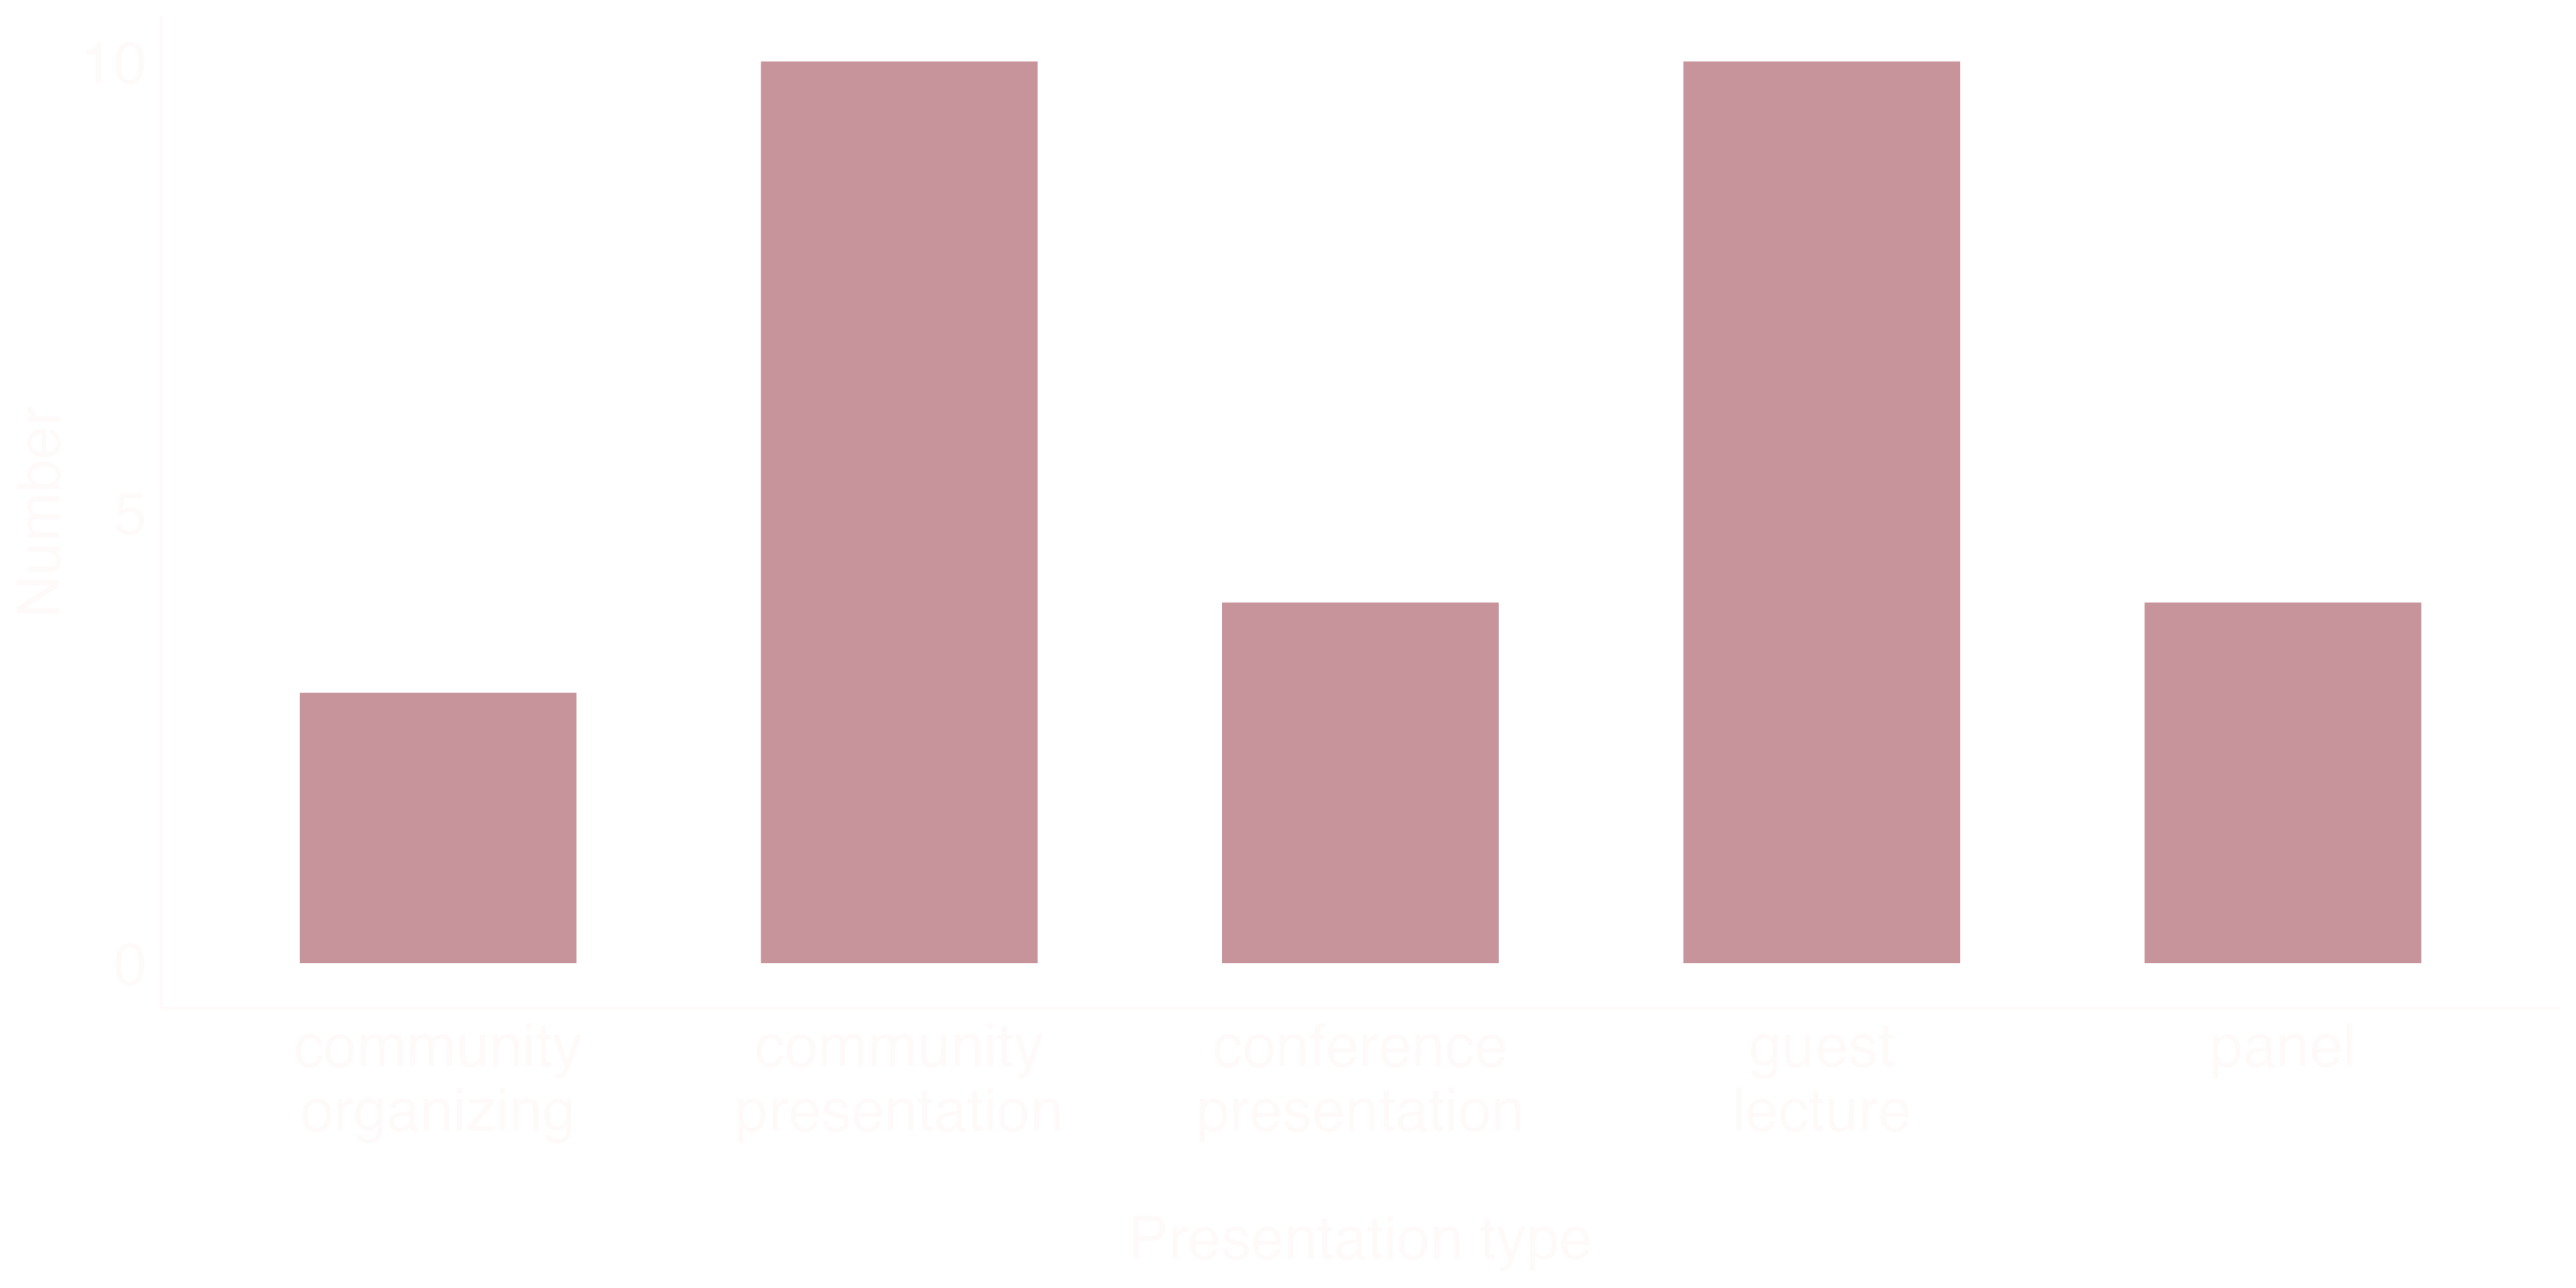 10
5
0
Number
community
organizing
community
presentation
conference
presentation
guest
lecture
panel
Presentation type